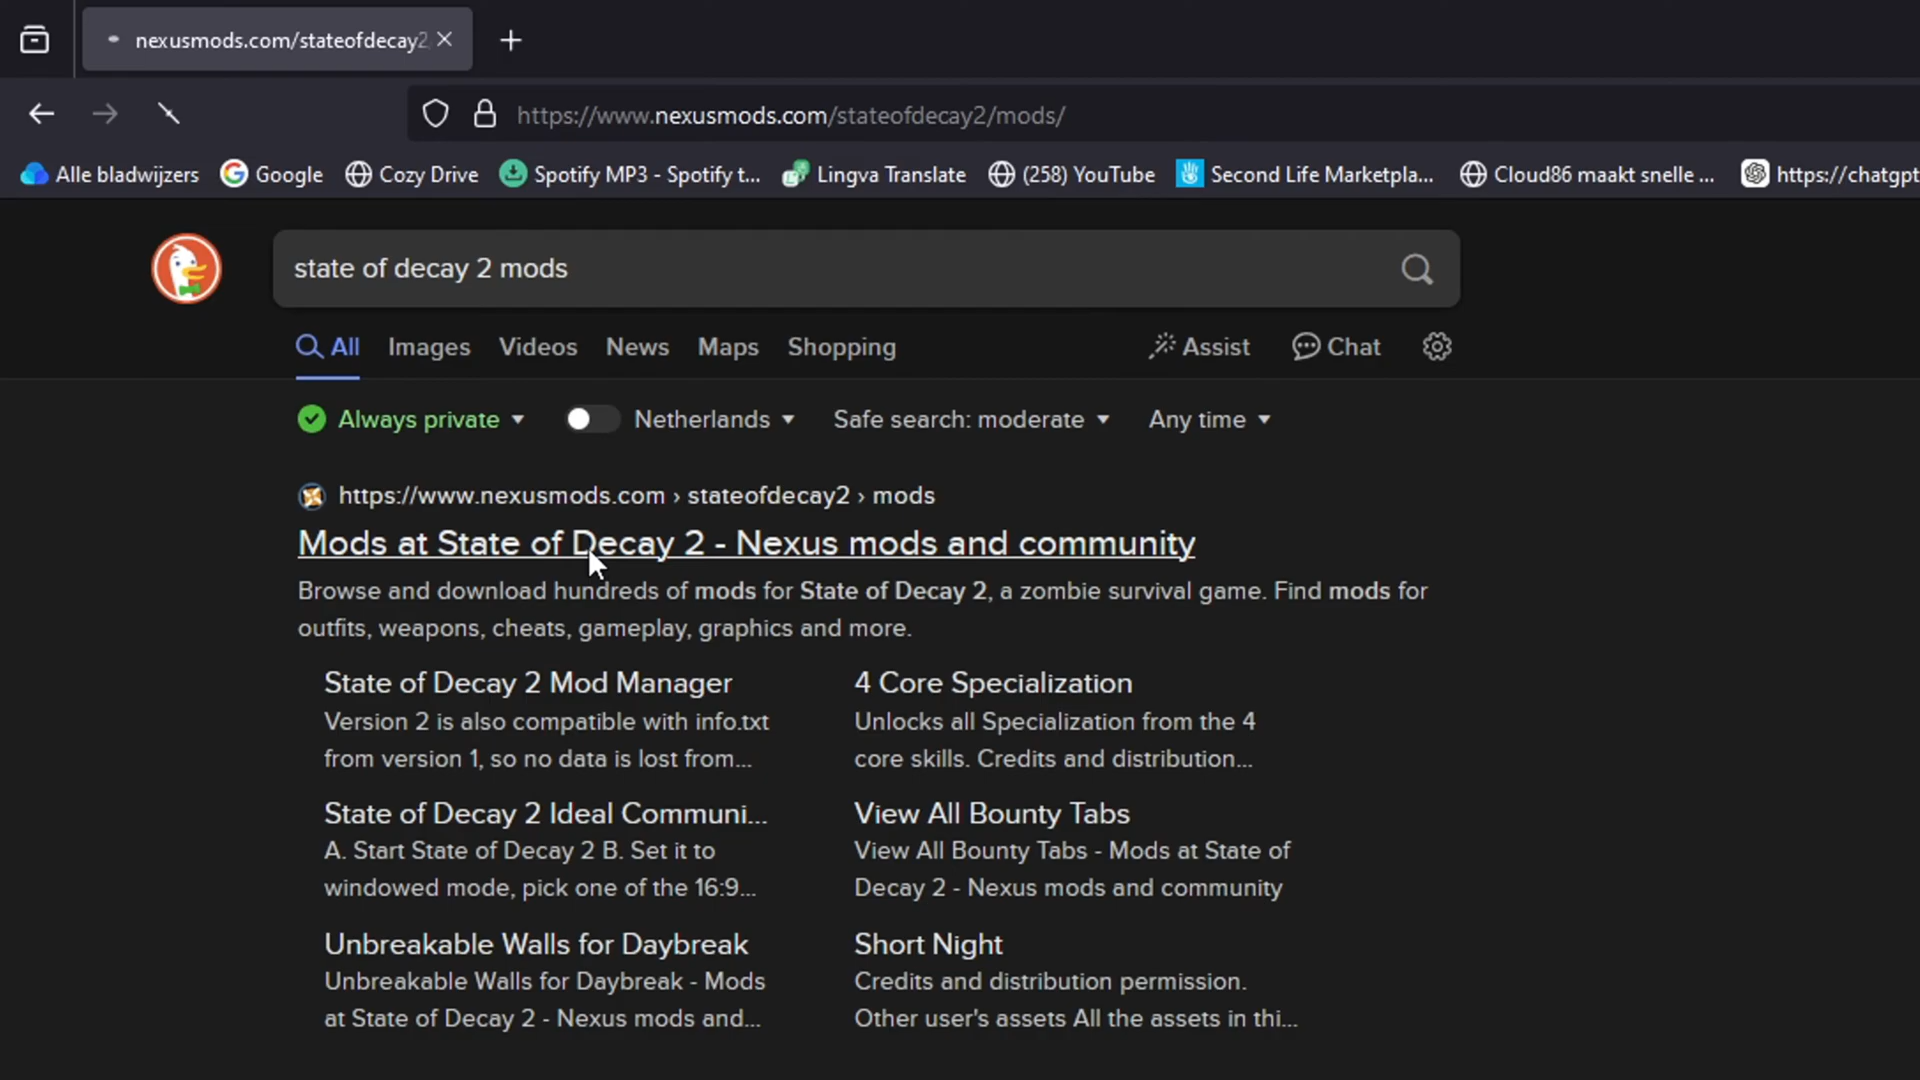 nexusmods.com/stateofdecay2
https://www.nexusmods.com/stateofdecay2/mods/
Alle bladwijzers Google Cozy Drive Spotify MP3 - Spotify t... Lingva Translate (258) YouTube Second Life Marketpla... Cloud86 maakt snelle ... https://chatgpt
state of decay 2 mods
All Images Videos News Maps Shopping Assist Chat
Always private Netherlands Safe search: moderate Any time
https://www.nexusmods.com › stateofdecay2 › mods
Mods at State of Decay 2 - Nexus mods and community
Browse and download hundreds of mods for State of Decay 2, a zombie survival game. Find mods for
outfits, weapons, cheats, gameplay, graphics and more.
State of Decay 2 Mod Manager
Version 2 is also compatible with info.txt
from version 1, so no data is lost from...
4 Core Specialization
Unlocks all Specialization from the 4
core skills. Credits and distribution...
State of Decay 2 Ideal Communi...
A. Start State of Decay 2 B. Set it to
windowed mode, pick one of the 16:9...
View All Bounty Tabs
View All Bounty Tabs - Mods at State of
Decay 2 - Nexus mods and community
Unbreakable Walls for Daybreak
Unbreakable Walls for Daybreak - Mods
at State of Decay 2 - Nexus mods and...
Short Night
Credits and distribution permission.
Other user's assets All the assets in thi...